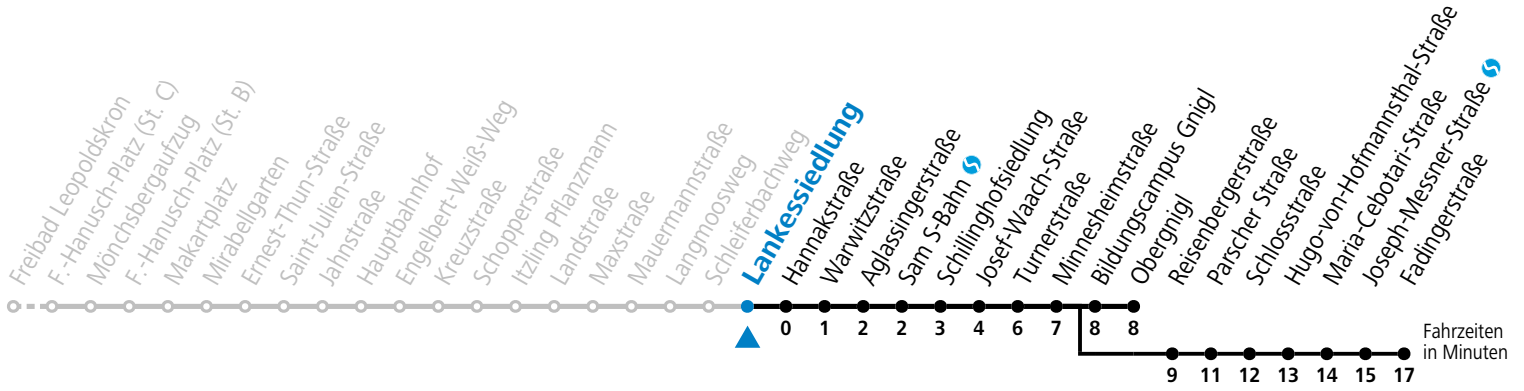 Freibad Leopoldskron
F.-Hanusch-Platz (St. C)
Mönchsbergaufzug
F.-Hanusch-Platz (St. B)
Makartplatz
Mirabellgarten
Ernest-Thun-Straße
Saint-Julien-Straße
Jahnstraße
Hauptbahnhof
Engelbert-Weiß-Weg
Kreuzstraße
Schopperstraße
Itzling Pflanzmann
Landstraße
Maxstraße
Mauermannstraße
Langmoosweg
Schleiferbachweg
Lankessiedlung
Hannakstraße
Warwitzstraße
Aglassingerstraße
Sam S-Bahn
Schillinghofsiedlung
Josef-Waach-Straße
Turnerstraße
Minnesheimstraße
Bildungscampus Gnigl
Obergnigl
Reisenbergerstraße
Parscher Straße
Schlossstraße
Hugo-von-Hofmannsthal-Straße
Maria-Cebotari-Straße
Joseph-Messner-Straße
Fadingerstraße
0 1 2 2 3 4 6 7 8 8
9 11 12 13 14 15 17
Fahrzeiten
in Minuten